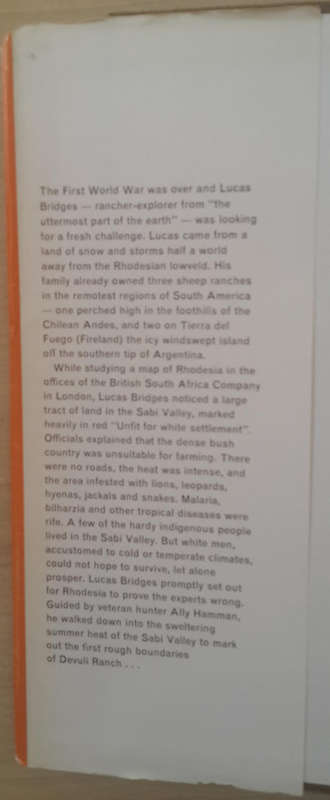 The First World War was over and Lucas
Bridges — rancher-explorer from "the
uttermost part of the earth" — was looking
for a fresh challenge. Lucas came from a
land of snow and storms half a world
away from the Rhodesian lowveld. His
family already owned three sheep ranches
in the remotest regions of South America
— one perched high in the foothills of the
Chilean Andes, and two on Tierra del
Fuego (Fireland) the icy windswept island
off the southern tip of Argentina.
While studying a map of Rhodesia in the
offices of the British South Africa Company
in London, Lucas Bridges noticed a large
tract of land in the Sabi Valley, marked
heavily in red "Unfit for white settlement".
Officials explained that the dense bush
country was unsuitable for farming. There
were no roads, the heat was intense, and
the area infested with lions, leopards,
hyenas, jackals and snakes. Malaria,
bilharzia and other tropical diseases were
rife. A few of the hardy indigenous people
lived in the Sabi Valley. But white men,
accustomed to cold or temperate climates,
could not hope to survive, let alone
prosper. Lucas Bridges promptly set out
for Rhodesia to prove the experts wrong.
Guided by veteran hunter Ally Hamman,
he walked down into the sweltering
summer heat of the Sabi Valley to mark
out the first rough boundaries
of Devuli Ranch . . .